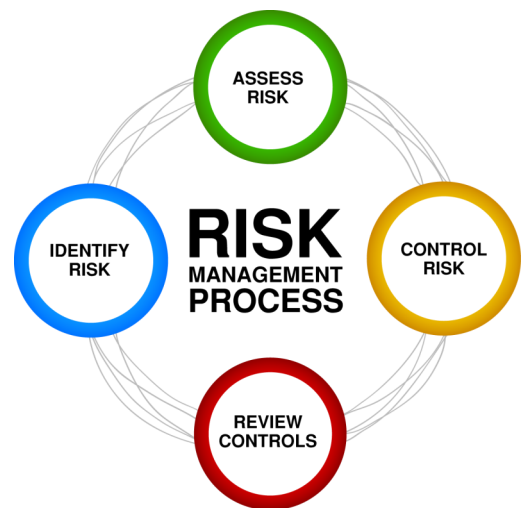 ASSESS
RISK
IDENTIFY
RISK
RISK
MANAGEMENT
PROCESS
CONTROL
RISK
REVIEW
CONTROLS